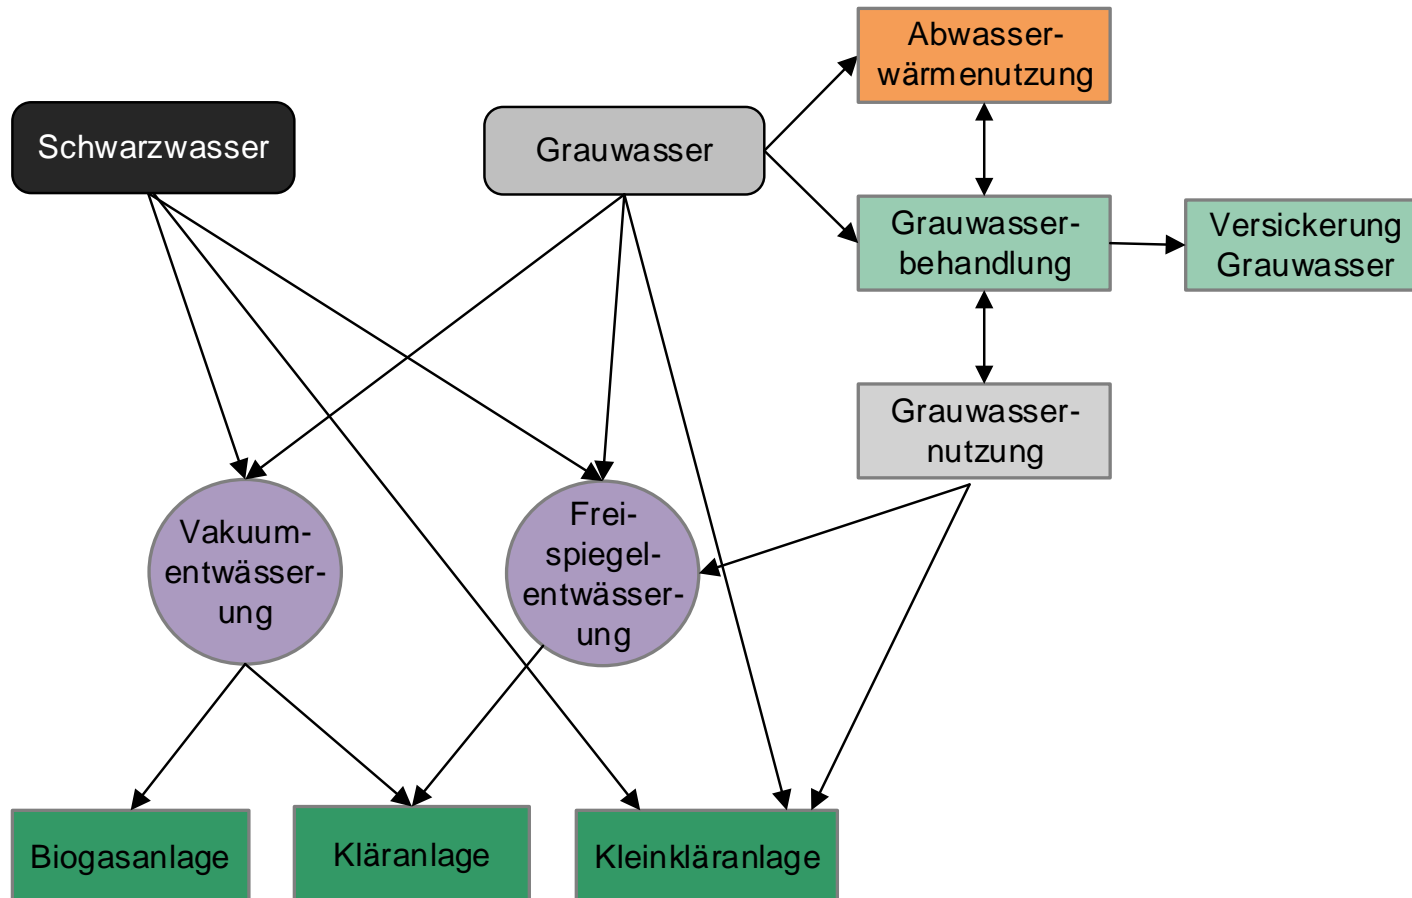 Abwasser-
wärmenutzung
Schwarzwasser
Grauwasser
Grauwasser-
behandlung
Versickerung
Grauwasser
Grauwasser-
nutzung
Vakuum-
entwässer-
ung
Frei-
spiegel-
entwässer-
ung
Biogasanlage
Kläranlage
Kleinkläranlage